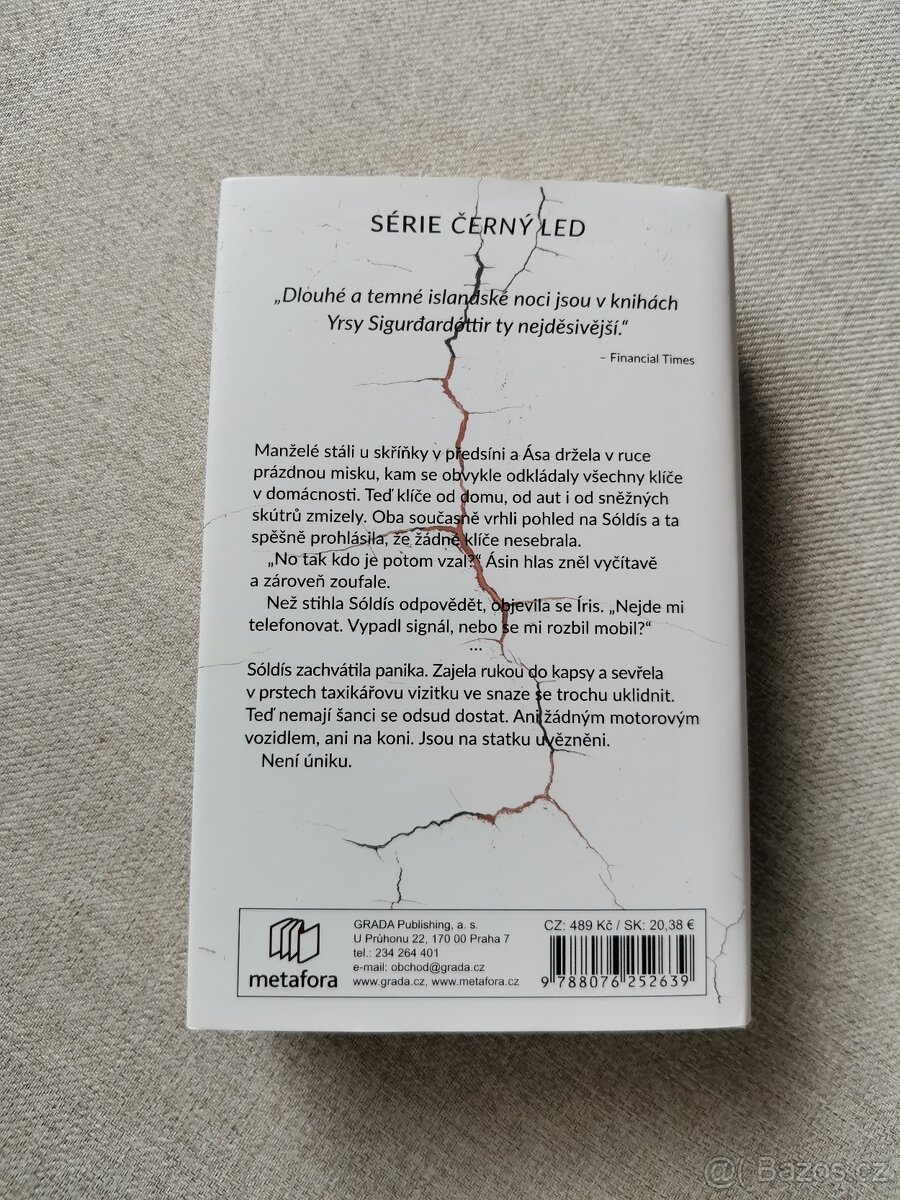 SÉRIE ČERNÝ LED
„Dlouhé a temné islandské noci jsou v knihách
Yrsy Sigurđardóttir ty nejděsivější.“
– Financial Times
Manželé stáli u skříňky v předsíni a Ása držela v ruce
prázdnou misku, kam se obvykle odkládaly všechny klíče
v domácnosti. Teď klíče od domu, od aut i od sněžných
skútrů zmizely. Oba současně vrhli pohled na Sóldís a ta
spěšně prohlásila, že žádné klíče nesebrala.
„No tak kdo je potom vzal?“ Ásin hlas zněl vyčítavě
a zároveň zoufale.
Než stihla Sóldís odpovědět, objevila se Íris. „Nejde mi
telefonovat. Vypadl signál, nebo se mi rozbil mobil?“
...
Sóldís zachvátila panika. Zajela rukou do kapsy a sevřela
v prstech taxikářovu vizitku ve snaze se trochu uklidnit.
Teď nemají šanci se odsud dostat. Ani žádným motorovým
vozidlem, ani na koni. Jsou na statku uvězněni.
Není úniku.
metafora
GRADA Publishing, a. s.
U Průhonu 22, 170 00 Praha 7
tel.: 234 264 401
e-mail: obchod@grada.cz
www.grada.cz, www.metafora.cz
CZ: 489 Kč / SK: 20,38 €
9 788076 252639
@ Bazos.cz